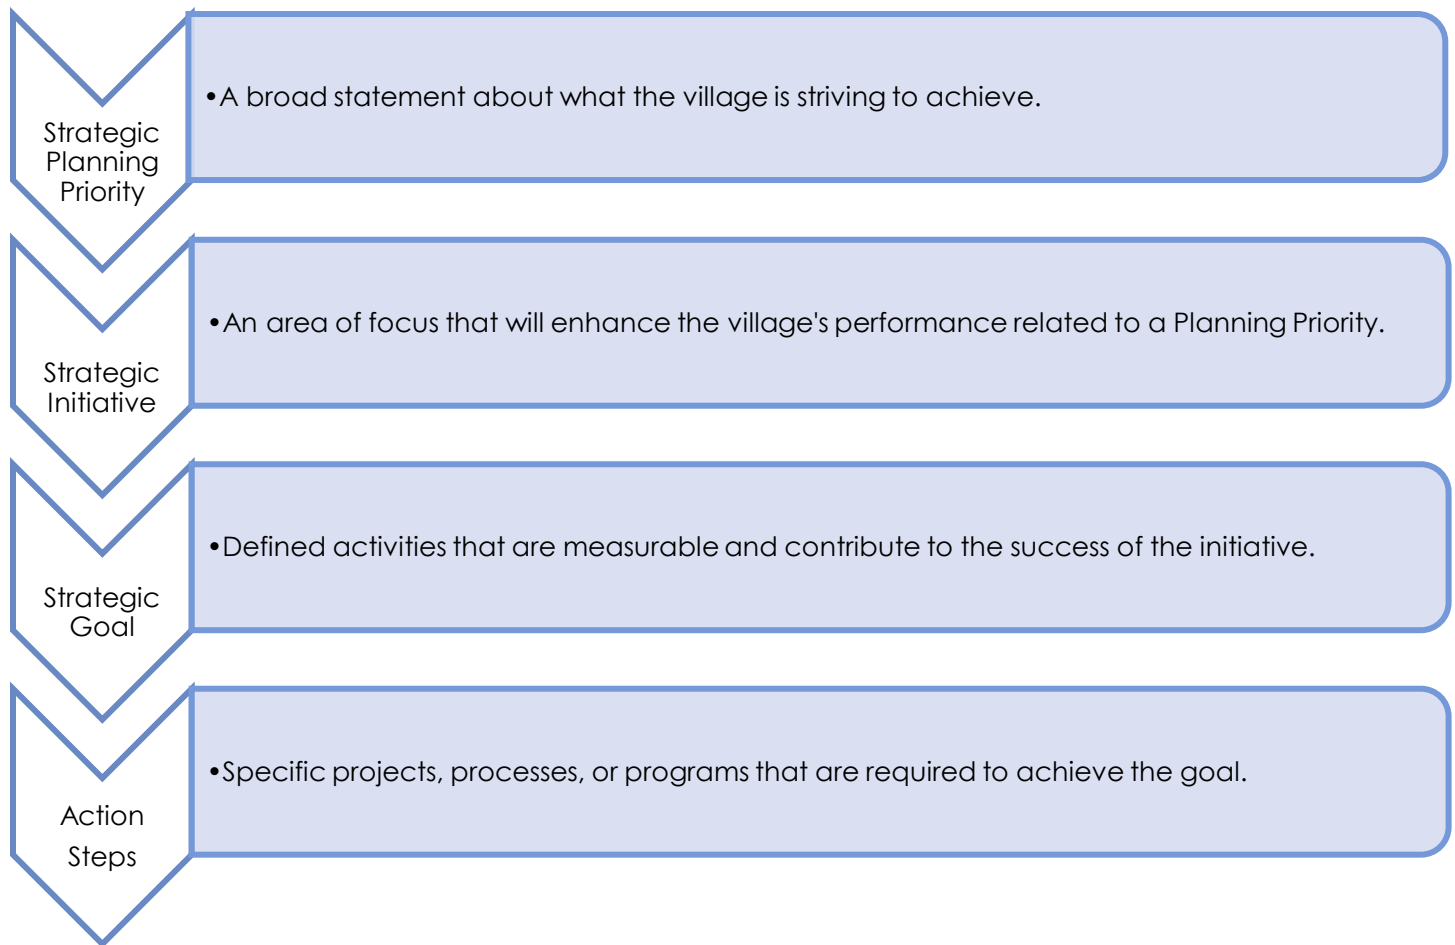 Strategic
Planning
Priority
•A broad statement about what the village is striving to achieve.
Strategic
Initiative
•An area of focus that will enhance the village's performance related to a Planning Priority.
Strategic
Goal
•Defined activities that are measurable and contribute to the success of the initiative.
Action
Steps
•Specific projects, processes, or programs that are required to achieve the goal.